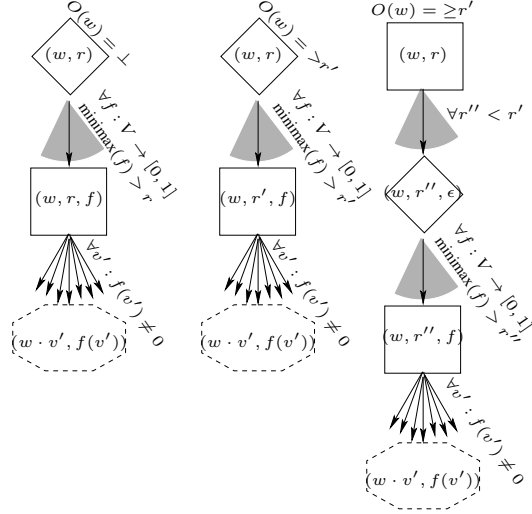 O(w) = ⊥
(w, r)
∀f : V → [0, 1]
minimax(f) > r
(w, r, f)
∀v′ : f(v′) ≠ 0
(w · v′, f(v′))
O(w) = >r′
(w, r)
∀f : V → [0, 1]
minimax(f) > r′
(w, r′, f)
∀v′ : f(v′) ≠ 0
(w · v′, f(v′))
O(w) = ≥r′
(w, r)
∀r″ < r′
(w, r″, ϵ)
∀f : V → [0, 1]
minimax(f) > r″
(w, r″, f)
∀v′ : f(v′) ≠ 0
(w · v′, f(v′))